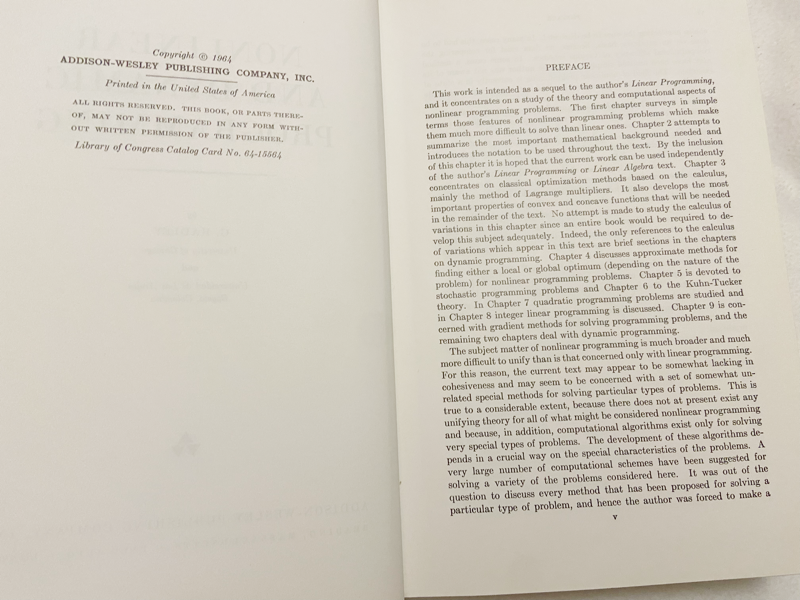 Copyright © 1964
ADDISON-WESLEY PUBLISHING COMPANY, INC.
Printed in the United States of America
ALL RIGHTS RESERVED. THIS BOOK, OR PARTS THERE-
OF, MAY NOT BE REPRODUCED IN ANY FORM WITH-
OUT WRITTEN PERMISSION OF THE PUBLISHER.
Library of Congress Catalog Card No. 64-15564
PREFACE
This work is intended as a sequel to the author's Linear Programming,
and it concentrates on a study of the theory and computational aspects of
nonlinear programming problems. The first chapter surveys in simple
terms those features of nonlinear programming problems which make
them much more difficult to solve than linear ones. Chapter 2 attempts to
summarize the most important mathematical background needed and
introduces the notation to be used throughout the text. By the inclusion
of this chapter it is hoped that the current work can be used independently
of the author's Linear Programming or Linear Algebra text. Chapter 3
concentrates on classical optimization methods based on the calculus,
mainly the method of Lagrange multipliers. It also develops the most
important properties of convex and concave functions that will be needed
in the remainder of the text. No attempt is made to study the calculus of
variations in this chapter since an entire book would be required to de-
velop this subject adequately. Indeed, the only references to the calculus
of variations which appear in this text are brief sections in the chapters
on dynamic programming. Chapter 4 discusses approximate methods for
finding either a local or global optimum (depending on the nature of the
problem) for nonlinear programming problems. Chapter 5 is devoted to
stochastic programming problems and Chapter 6 to the Kuhn-Tucker
theory. In Chapter 7 quadratic programming problems are studied and
in Chapter 8 integer linear programming is discussed. Chapter 9 is con-
cerned with gradient methods for solving programming problems, and the
remaining two chapters deal with dynamic programming.
The subject matter of nonlinear programming is much broader and much
more difficult to unify than is that concerned only with linear programming.
For this reason, the current text may appear to be somewhat lacking in
cohesiveness and may seem to be concerned with a set of somewhat un-
related special methods for solving particular types of problems. This is
true to a considerable extent, because there does not at present exist any
unifying theory for all of what might be considered nonlinear programming
and because, in addition, computational algorithms exist only for solving
very special types of problems. The development of these algorithms de-
pends in a crucial way on the special characteristics of the problems. A
very large number of computational schemes have been suggested for
solving a variety of the problems considered here. It was out of the
question to discuss every method that has been proposed for solving a
particular type of problem, and hence the author was forced to make a
v